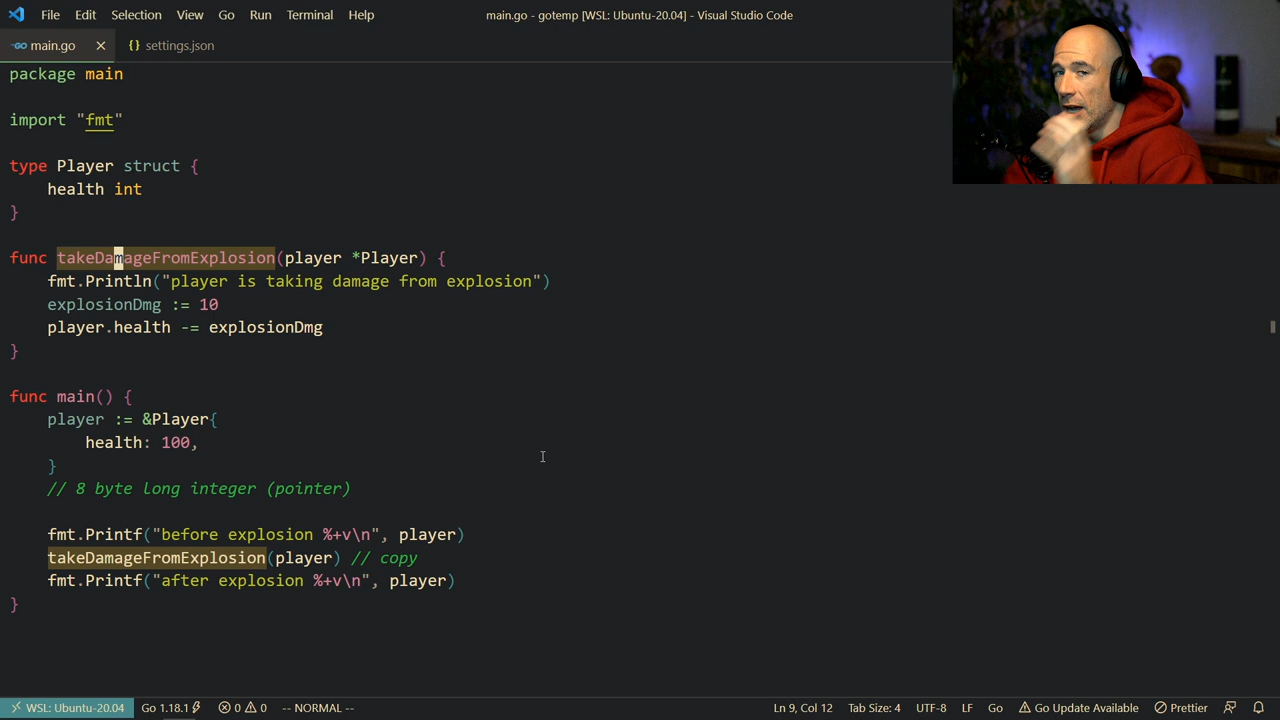 File Edit Selection View Go Run Terminal Help main.go - gotemp [WSL: Ubuntu-20.04] - Visual Studio Code
main.go {} settings.json
package main
import "fmt"
type Player struct {
health int
}
func takeDamageFromExplosion(player *Player) {
fmt.Println("player is taking damage from explosion")
explosionDmg := 10
player.health -= explosionDmg
}
func main() {
player := &Player{
health: 100,
}
// 8 byte long integer (pointer)
fmt.Printf("before explosion %+v\n", player)
takeDamageFromExplosion(player) // copy
fmt.Printf("after explosion %+v\n", player)
}
WSL: Ubuntu-20.04 Go 1.18.1 0 0 -- NORMAL -- Ln 9, Col 12 Tab Size: 4 UTF-8 LF Go Go Update Available Prettier